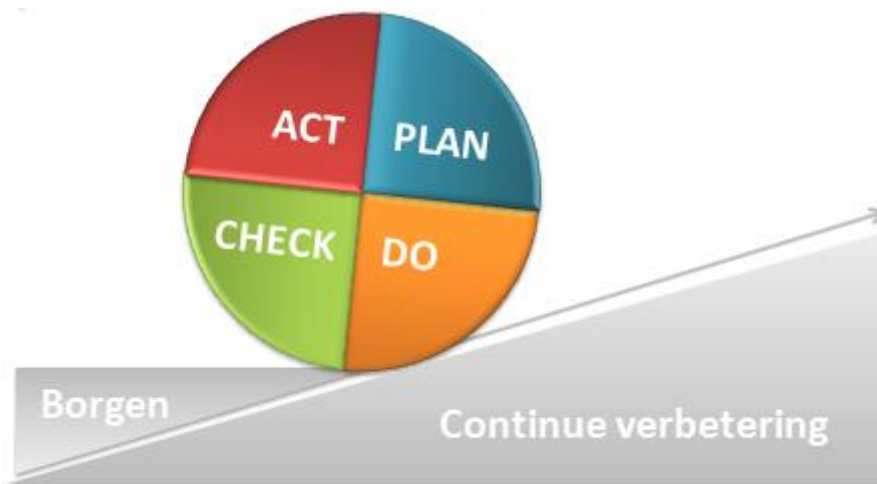 ACT
PLAN
CHECK
DO
Borgen
Continue verbetering